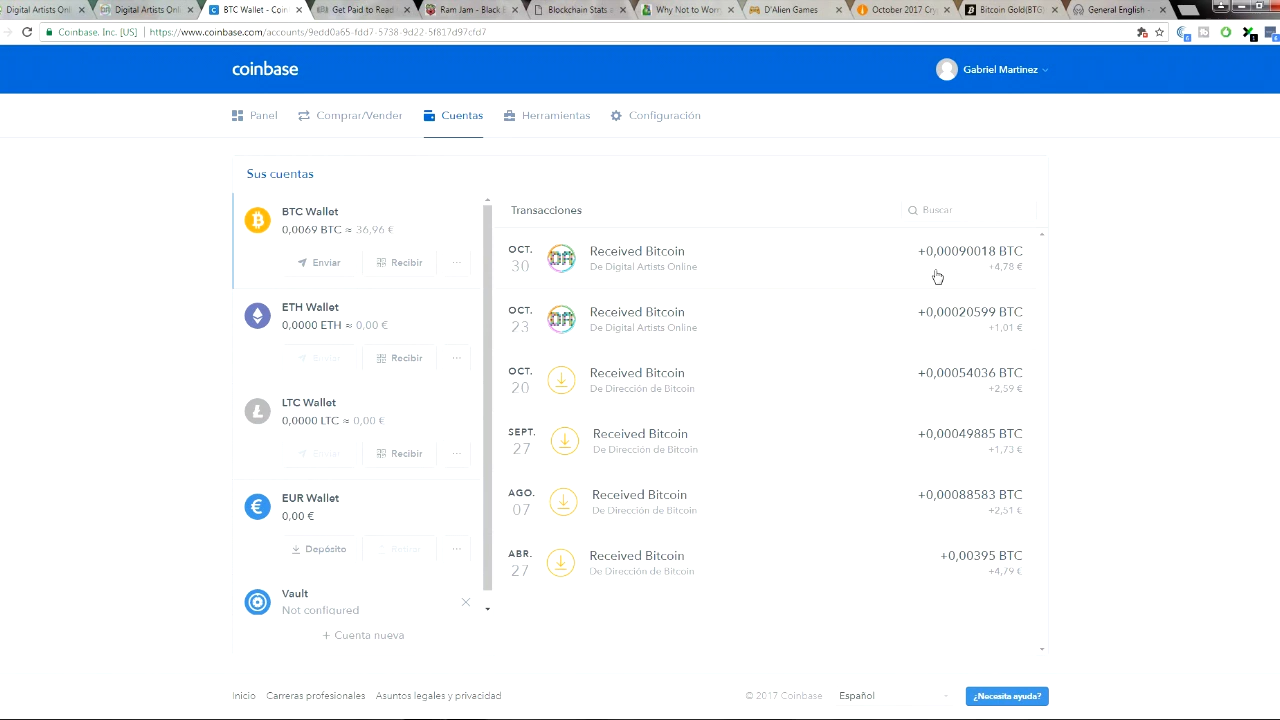 Digital Artists Onli
Digital Artists Onli
BTC Wallet - Coin
Get Paid to Read
Ram Jam - Black
Blockchain Stats
Why Not to Worry
D'Alien Games
October 2017 Cry
Bitcoin Gold(BTG)
General English -
Coinbase, Inc. [US]
https://www.coinbase.com/accounts/9edd0a65-fdd7-5738-9d22-5f817d97cfd7
coinbase
Gabriel Martinez
Panel
Comprar/Vender
Cuentas
Herramientas
Configuración
Sus cuentas
BTC Wallet
0,0069 BTC ≈ 36,96 €
Enviar
Recibir
ETH Wallet
0,0000 ETH ≈ 0,00 €
Enviar
Recibir
LTC Wallet
0,0000 LTC ≈ 0,00 €
Enviar
Recibir
EUR Wallet
0,00 €
Depósito
Retirar
Vault
Not configured
+ Cuenta nueva
Transacciones
Buscar
OCT. 30
Received Bitcoin
De Digital Artists Online
+0,00090018 BTC
+4,78 €
OCT. 23
Received Bitcoin
De Digital Artists Online
+0,00020599 BTC
+1,01 €
OCT. 20
Received Bitcoin
De Dirección de Bitcoin
+0,00054036 BTC
+2,59 €
SEPT. 27
Received Bitcoin
De Dirección de Bitcoin
+0,00049885 BTC
+1,73 €
AGO. 07
Received Bitcoin
De Dirección de Bitcoin
+0,00088583 BTC
+2,51 €
ABR. 27
Received Bitcoin
De Dirección de Bitcoin
+0,00395 BTC
+4,79 €
Inicio
Carreras profesionales
Asuntos legales y privacidad
© 2017 Coinbase
Español
¿Necesita ayuda?